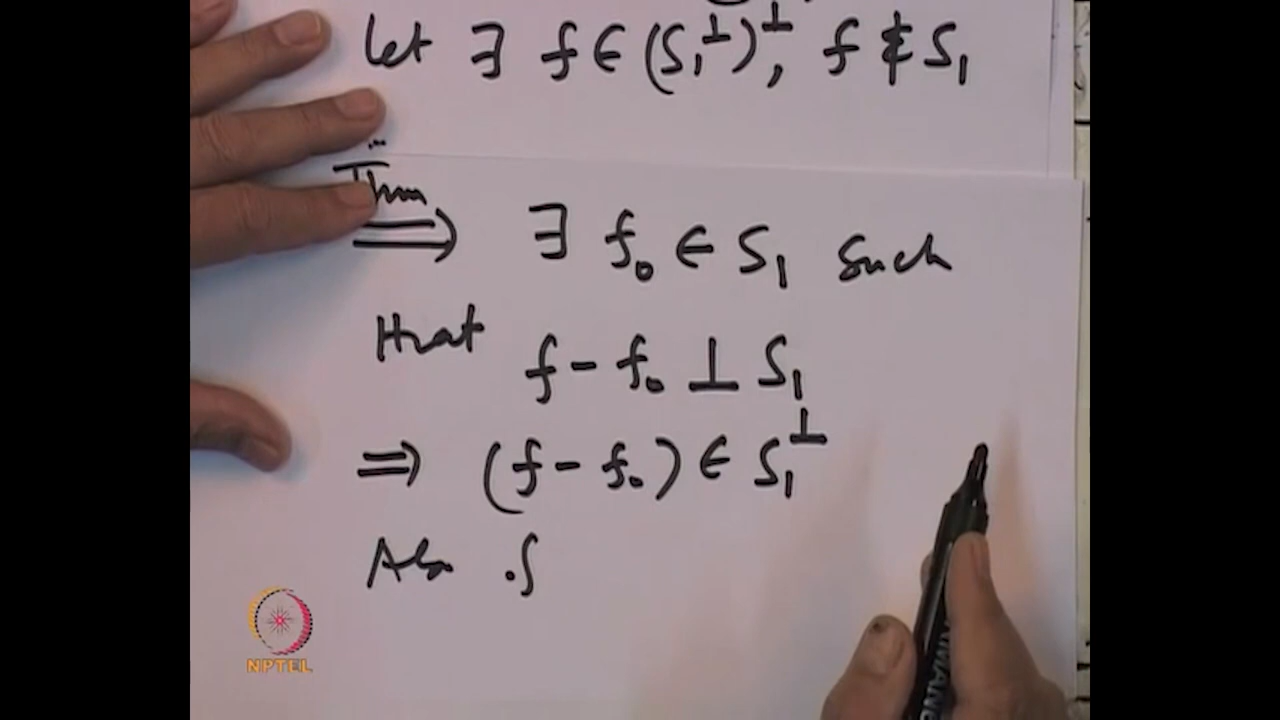 Let ∃ f ∈ (S₁^⊥)^⊥, f ∉ S₁
Thm
⟹ ∃ f₀ ∈ S₁ such
that f - f₀ ⊥ S₁
⇒ (f - f₀) ∈ S₁^⊥
Also
NPTEL